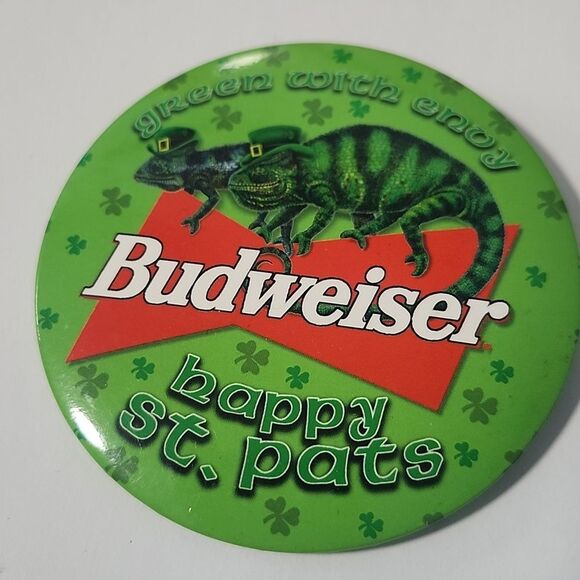 green with envy
Budweiser
happy
st. pats